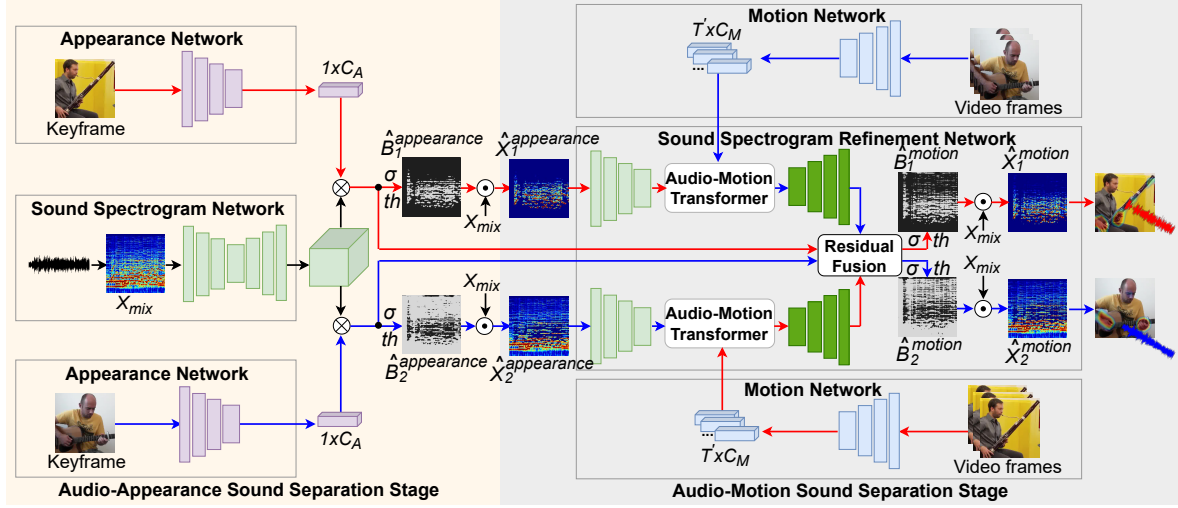 Appearance Network
Keyframe
1xC_A
Sound Spectrogram Network
X_mix
Appearance Network
Keyframe
1xC_A
Audio-Appearance Sound Separation Stage
σ
th
B̂_1^appearance
X_mix
X̂_1^appearance
σ
th
B̂_2^appearance
X_mix
X̂_2^appearance
Motion Network
T'xC_M
...
Video frames
Sound Spectrogram Refinement Network
Audio-Motion
Transformer
Audio-Motion
Transformer
Residual
Fusion
σ th
σ th
B̂_1^motion
X_mix
X̂_1^motion
B̂_2^motion
X_mix
X̂_2^motion
Motion Network
...
T'xC_M
Video frames
Audio-Motion Sound Separation Stage